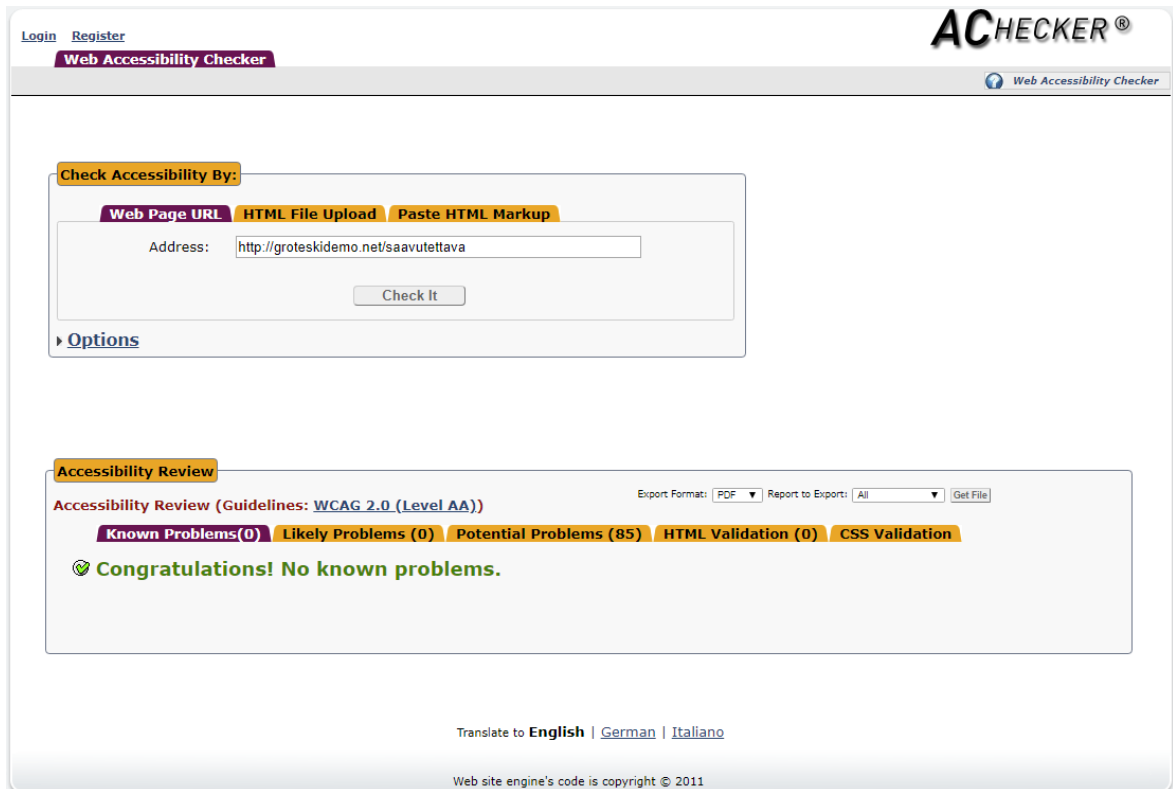 Login Register
ACHECKER ®
Web Accessibility Checker
Web Accessibility Checker
Check Accessibility By:
Web Page URL HTML File Upload Paste HTML Markup
Address: http://groteskidemo.net/saavutettava
Check It
Options
Accessibility Review
Export Format: PDF Report to Export: All Get File
Accessibility Review (Guidelines: WCAG 2.0 (Level AA))
Known Problems(0) Likely Problems (0) Potential Problems (85) HTML Validation (0) CSS Validation
Congratulations! No known problems.
Translate to English | German | Italiano
Web site engine's code is copyright © 2011